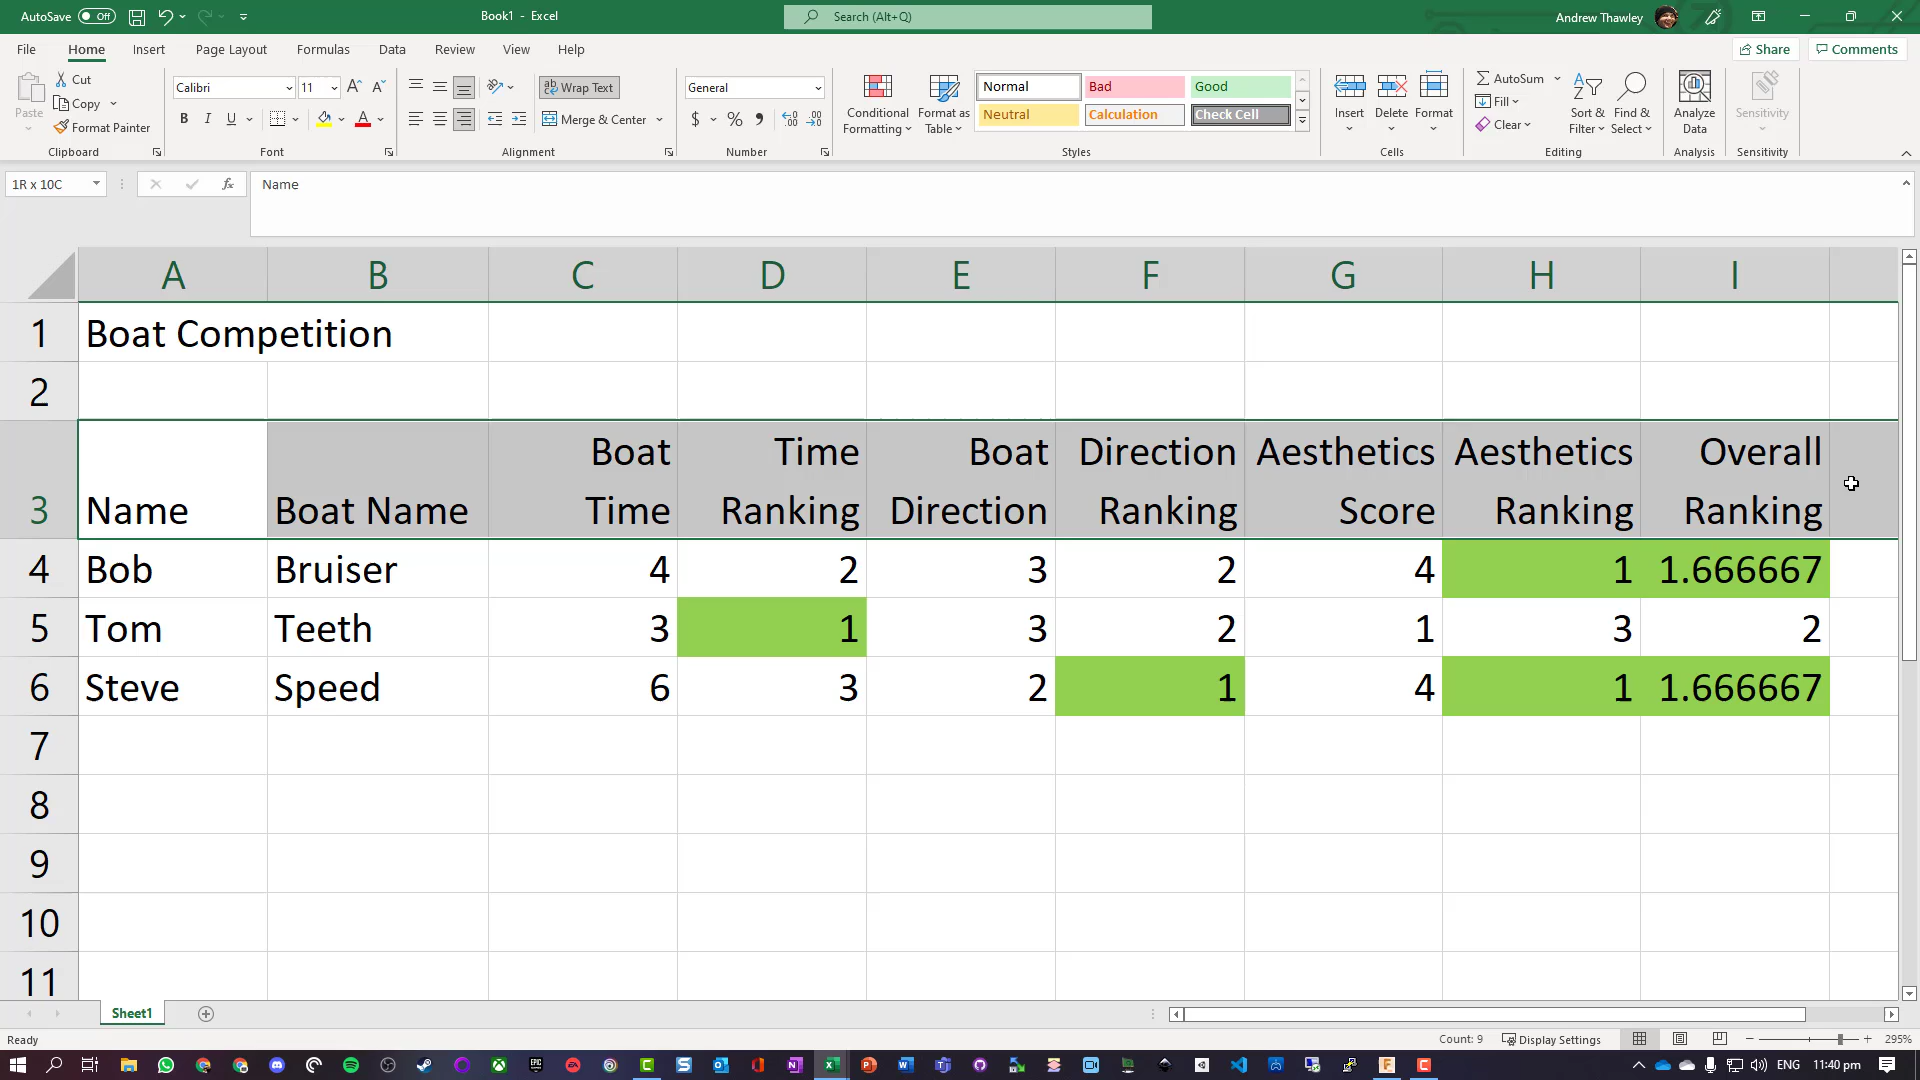 AutoSave Off
Book1 - Excel
Search (Alt+Q)
Andrew Thawley
File Home Insert Page Layout Formulas Data Review View Help
Share Comments
Paste
Cut
Copy
Format Painter
Clipboard
Calibri 11
B I U
Font
Wrap Text
Merge & Center
Alignment
General
$ % 9
Number
Conditional Formatting
Format as Table
Normal Bad Good
Neutral Calculation Check Cell
Styles
Insert Delete Format
Cells
AutoSum
Fill
Clear
Sort & Filter
Find & Select
Editing
Analyze Data
Analysis
Sensitivity
Sensitivity
1R x 10C fx Name
A B C D E F G H I
1 Boat Competition
2
3 Name Boat Name Boat Time Time Ranking Boat Direction Direction Ranking Aesthetics Score Aesthetics Ranking Overall Ranking
4 Bob Bruiser 4 2 3 2 4 1 1.666667
5 Tom Teeth 3 1 3 2 1 3 2
6 Steve Speed 6 3 2 1 4 1 1.666667
7
8
9
10
11
Sheet1
Ready
Count: 9 Display Settings 295%
ENG 11:40 pm